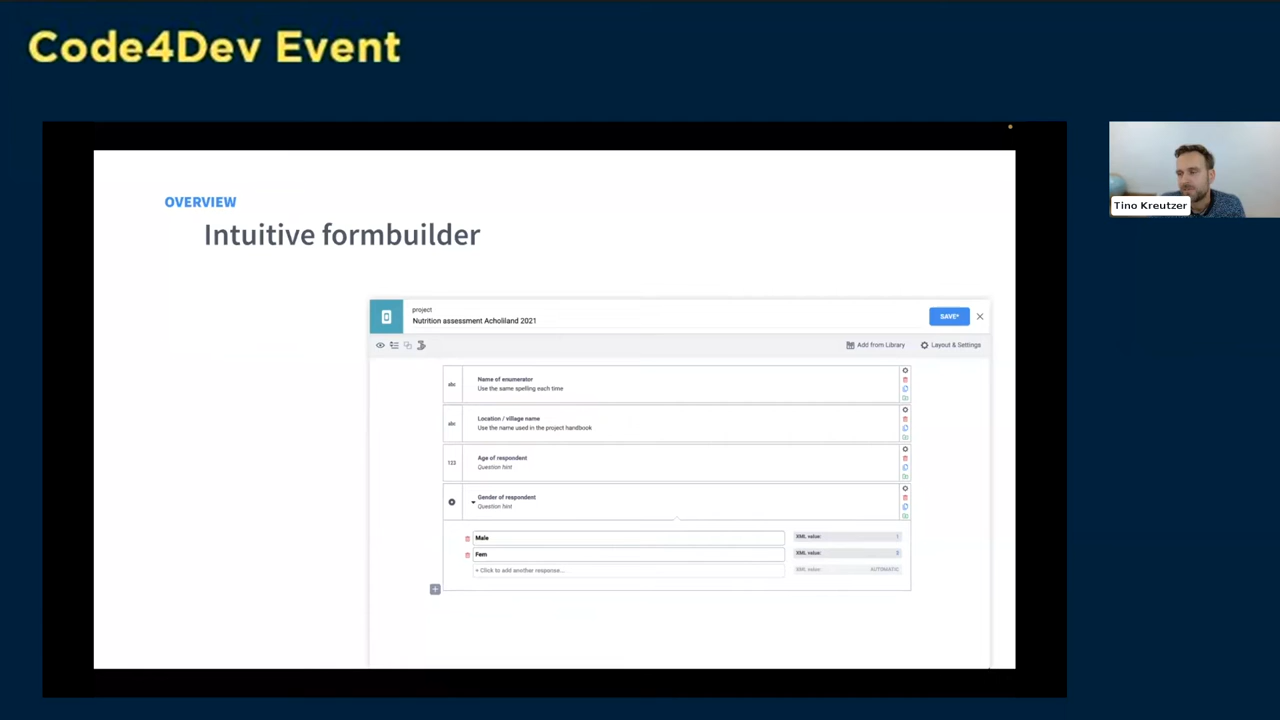 Code4Dev Event
OVERVIEW
Intuitive formbuilder
project
Nutrition assessment Acholiland 2021
SAVE*
Add from Library
Layout & Settings
abc
Name of enumerator
Use the same spelling each time
abc
Location / village name
Use the name used in the project handbook
123
Age of respondent
Question hint
Gender of respondent
Question hint
Male
XML value:
Fem
XML value:
+ Click to add another response...
XML value:
AUTOMATIC
Tino Kreutzer